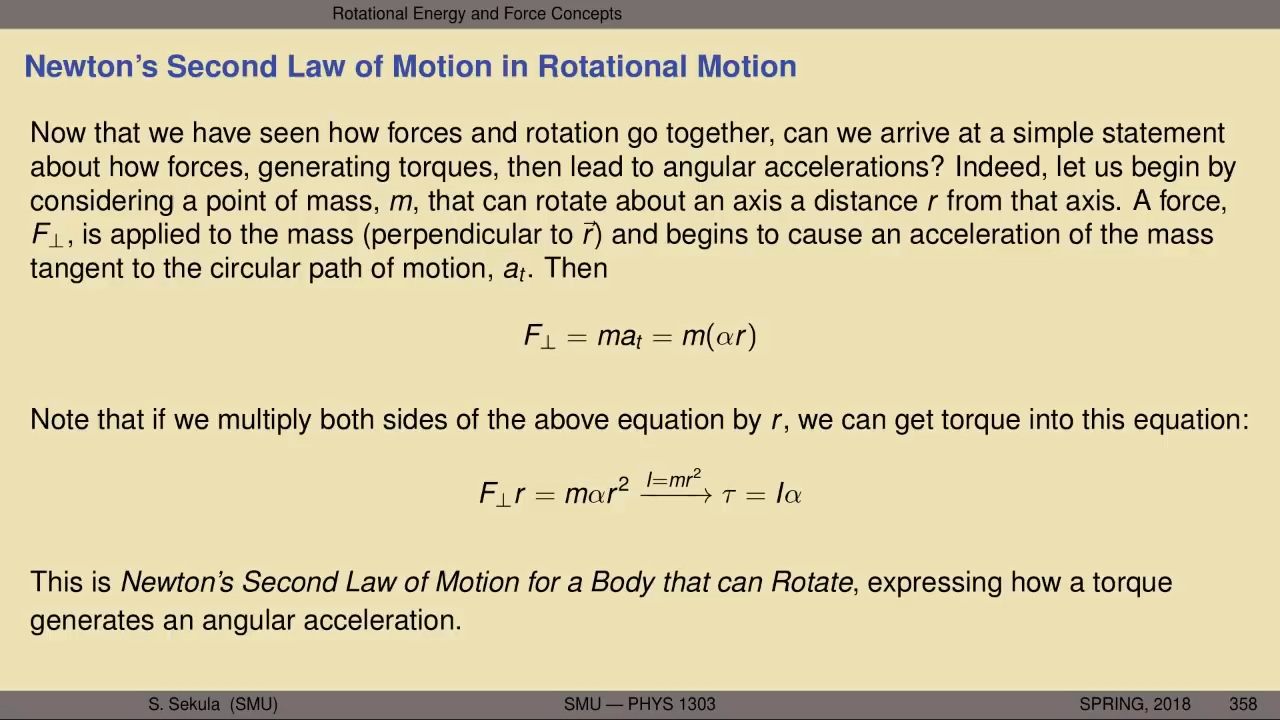 Rotational Energy and Force Concepts
Newton's Second Law of Motion in Rotational Motion
Now that we have seen how forces and rotation go together, can we arrive at a simple statement
about how forces, generating torques, then lead to angular accelerations? Indeed, let us begin by
considering a point of mass, m, that can rotate about an axis a distance r from that axis. A force,
F⊥, is applied to the mass (perpendicular to r⃗) and begins to cause an acceleration of the mass
tangent to the circular path of motion, aₜ. Then
F⊥ = maₜ = m(αr)
Note that if we multiply both sides of the above equation by r, we can get torque into this equation:
F⊥r = mαr² —I=mr²→ τ = Iα
This is Newton's Second Law of Motion for a Body that can Rotate, expressing how a torque
generates an angular acceleration.
S. Sekula (SMU) SMU — PHYS 1303 SPRING, 2018 358